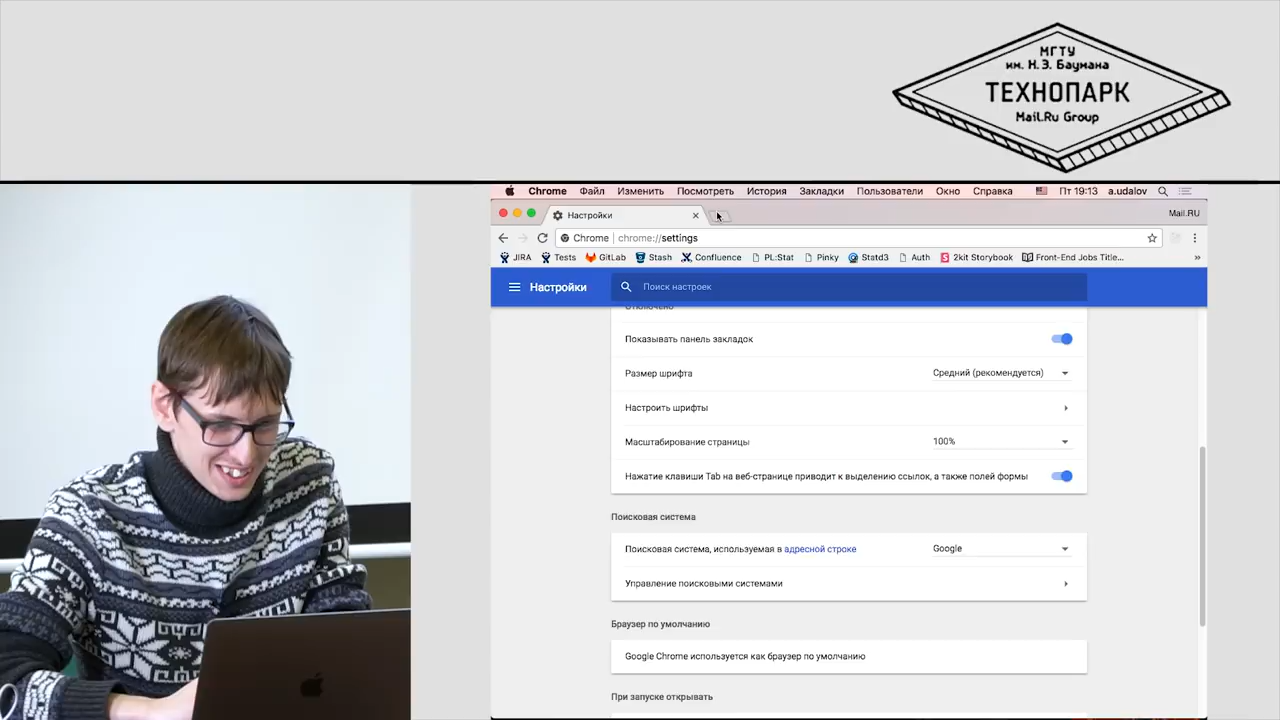 МГТУ
им. Н.Э. Баумана
ТЕХНОПАРК
Mail.Ru Group
Chrome Файл Изменить Посмотреть История Закладки Пользователи Окно Справка Пт 19:13 a.udalov
Настройки
Mail.RU
Chrome chrome://settings
JIRA Tests GitLab Stash Confluence PL:Stat Pinky Statd3 Auth 2kit Storybook Front-End Jobs Title... »
Настройки Поиск настроек
Отключено
Показывать панель закладок
Размер шрифта Средний (рекомендуется)
Настроить шрифты
Масштабирование страницы 100%
Нажатие клавиши Tab на веб-странице приводит к выделению ссылок, а также полей формы
Поисковая система
Поисковая система, используемая в адресной строке Google
Управление поисковыми системами
Браузер по умолчанию
Google Chrome используется как браузер по умолчанию
При запуске открывать